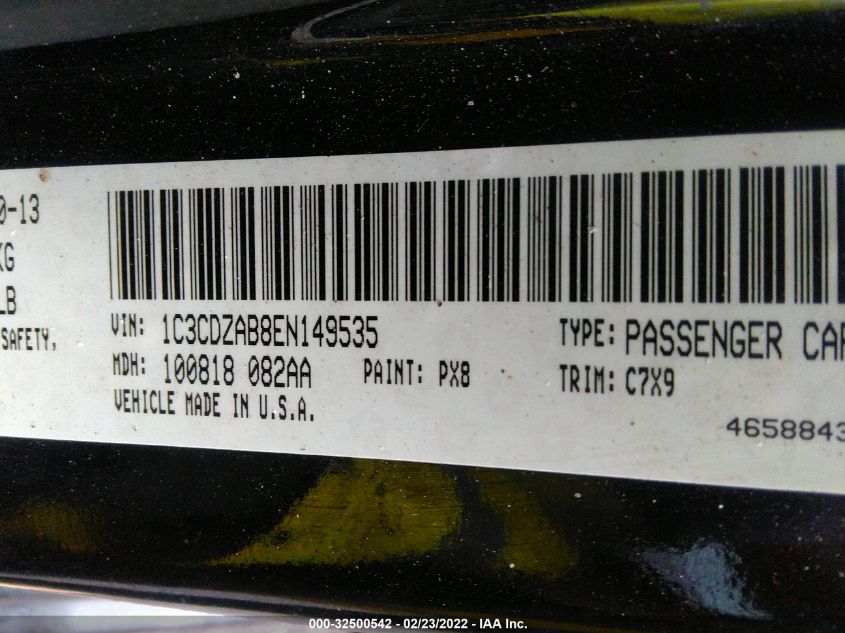 0-13
KG
LB
SAFETY,
VIN: 1C3CDZAB8EN149535
TYPE: PASSENGER CAR
MDH: 100818 082AA
PAINT: PX8
TRIM: C7X9
VEHICLE MADE IN U.S.A.
4658843
000-32500542 - 02/23/2022 - IAA Inc.